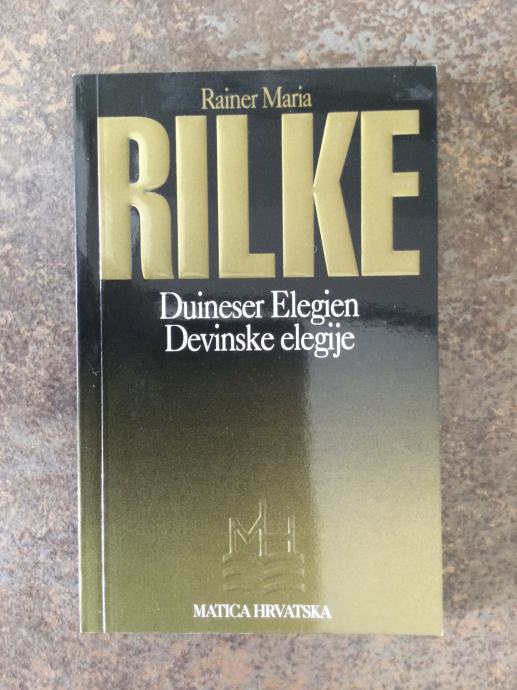 Rainer Maria
RILKE
Duineser Elegien
Devinske elegije
MH
MATICA HRVATSKA